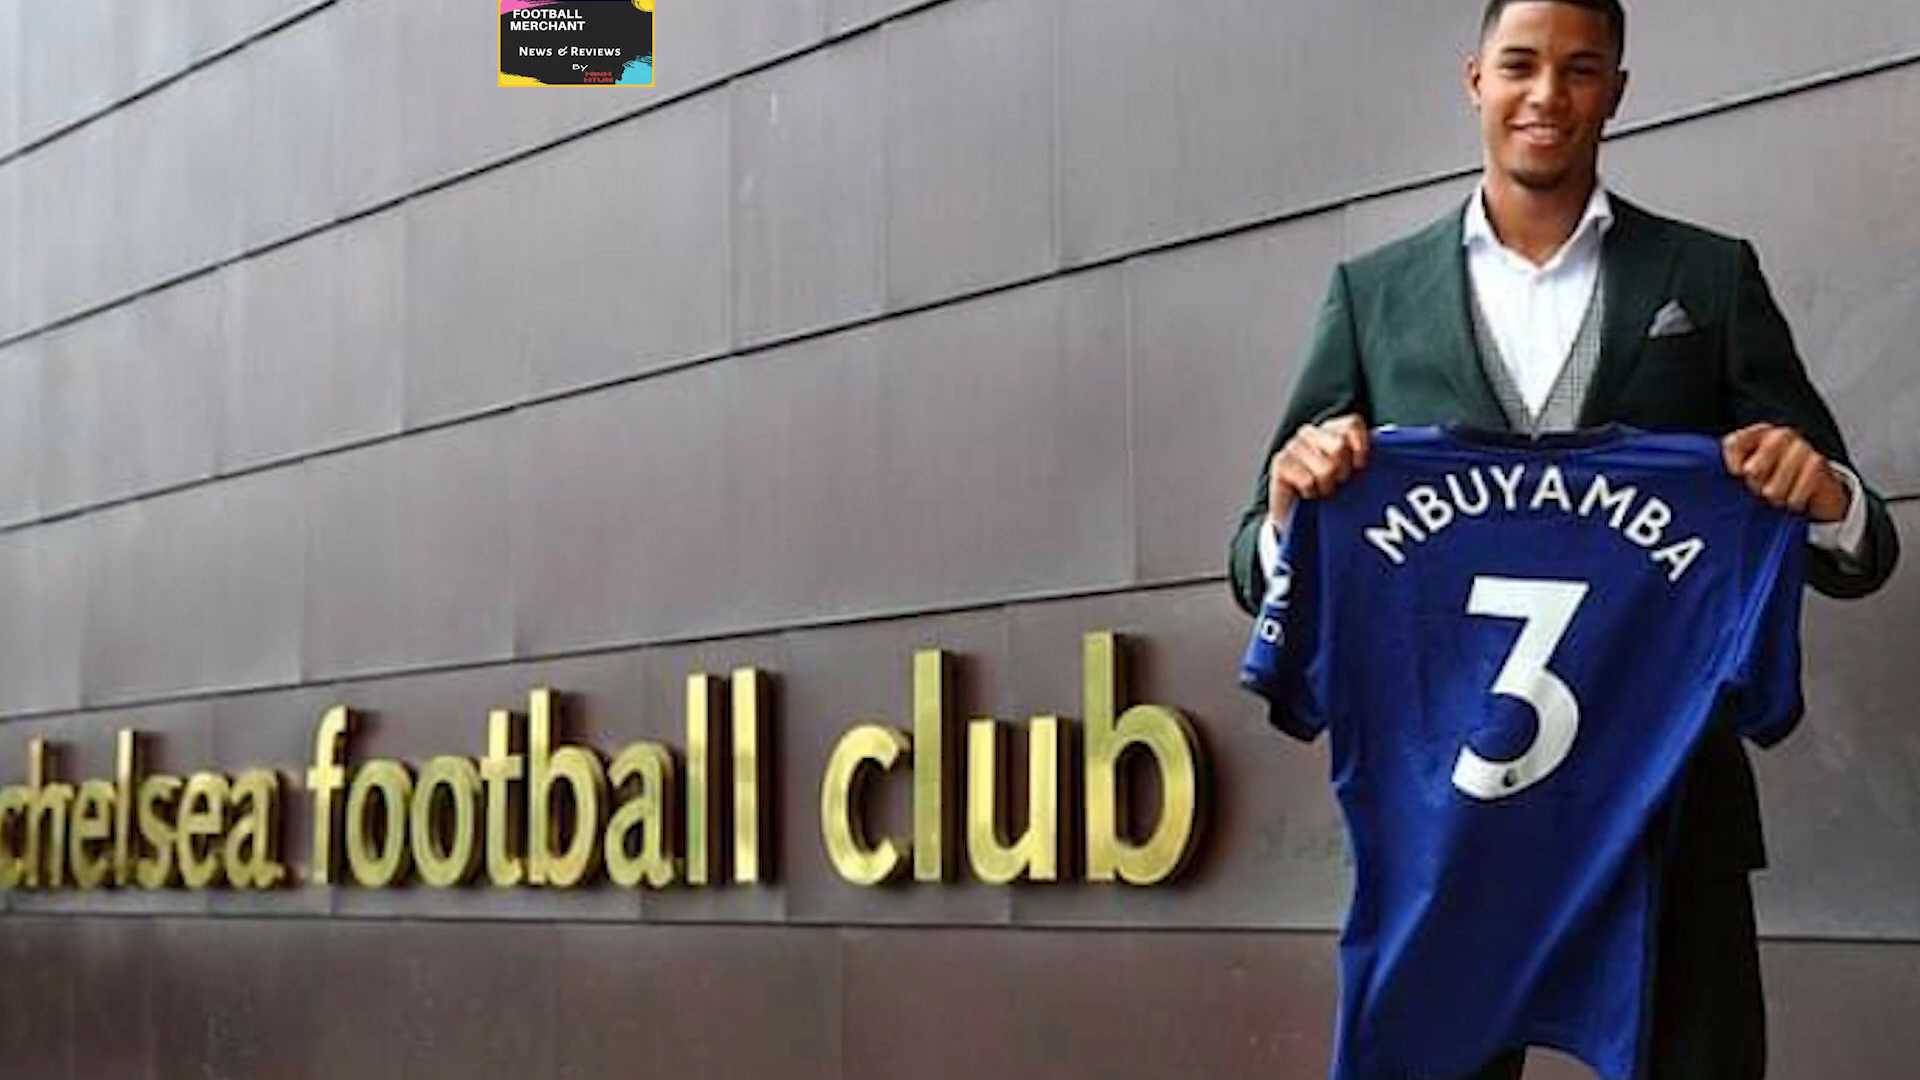 FOOTBALL
MERCHANT
News & Reviews
By
chelsea football club
MBUYAMBA
3